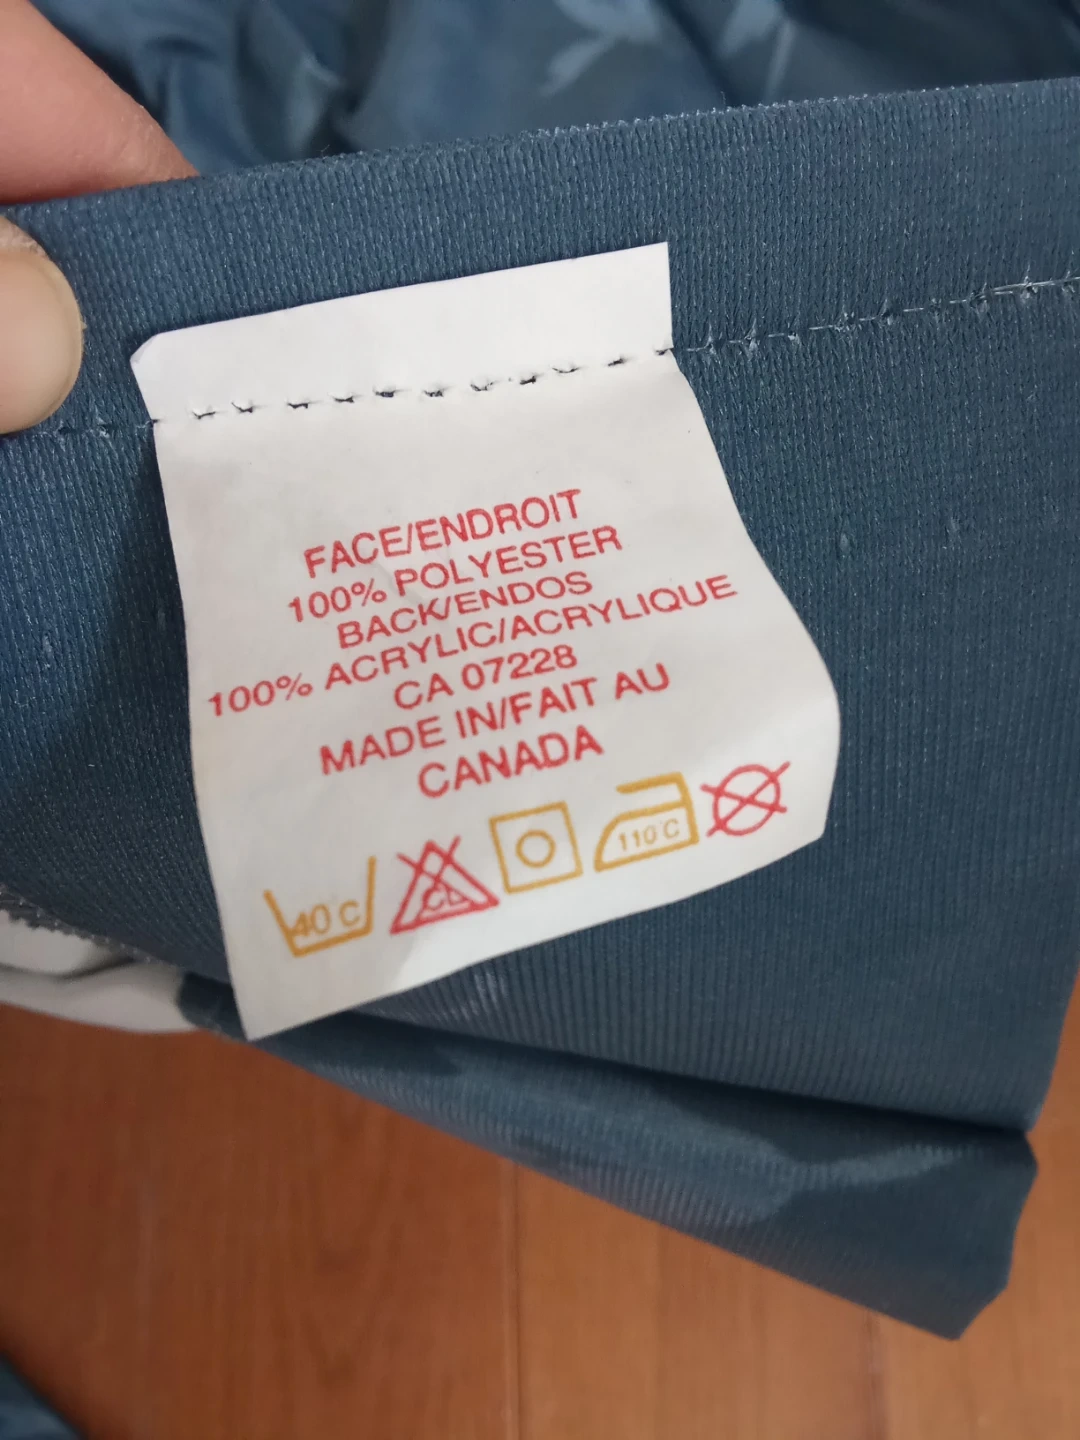 FACE/ENDROIT
100% POLYESTER
BACK/ENDOS
100% ACRYLIC/ACRYLIQUE
CA 07228
MADE IN/FAIT AU
CANADA
40°C CL 110°C